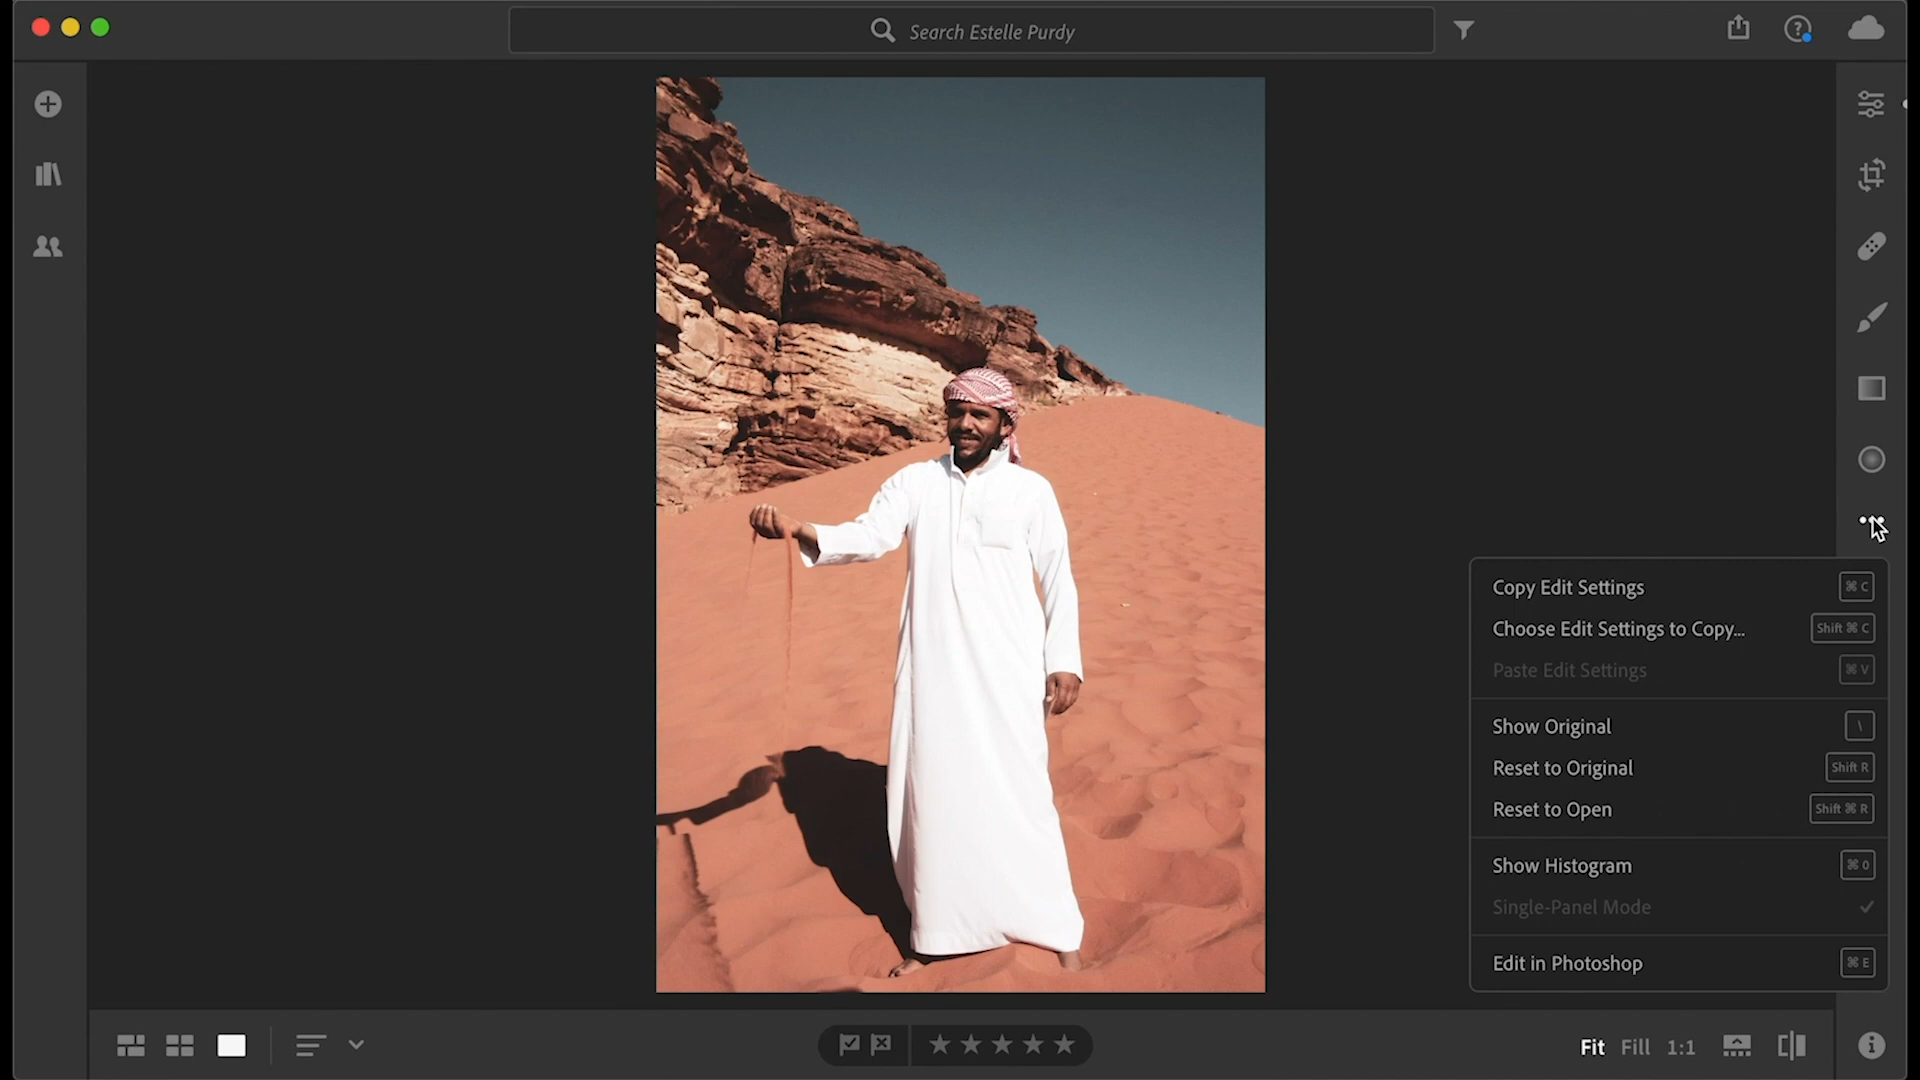 Search Estelle Purdy
Copy Edit Settings ⌘ C
Choose Edit Settings to Copy... Shift ⌘ C
Paste Edit Settings ⌘ V
Show Original \
Reset to Original Shift R
Reset to Open Shift ⌘ R
Show Histogram ⌘ 0
Single-Panel Mode
Edit in Photoshop ⌘ E
Fit Fill 1:1